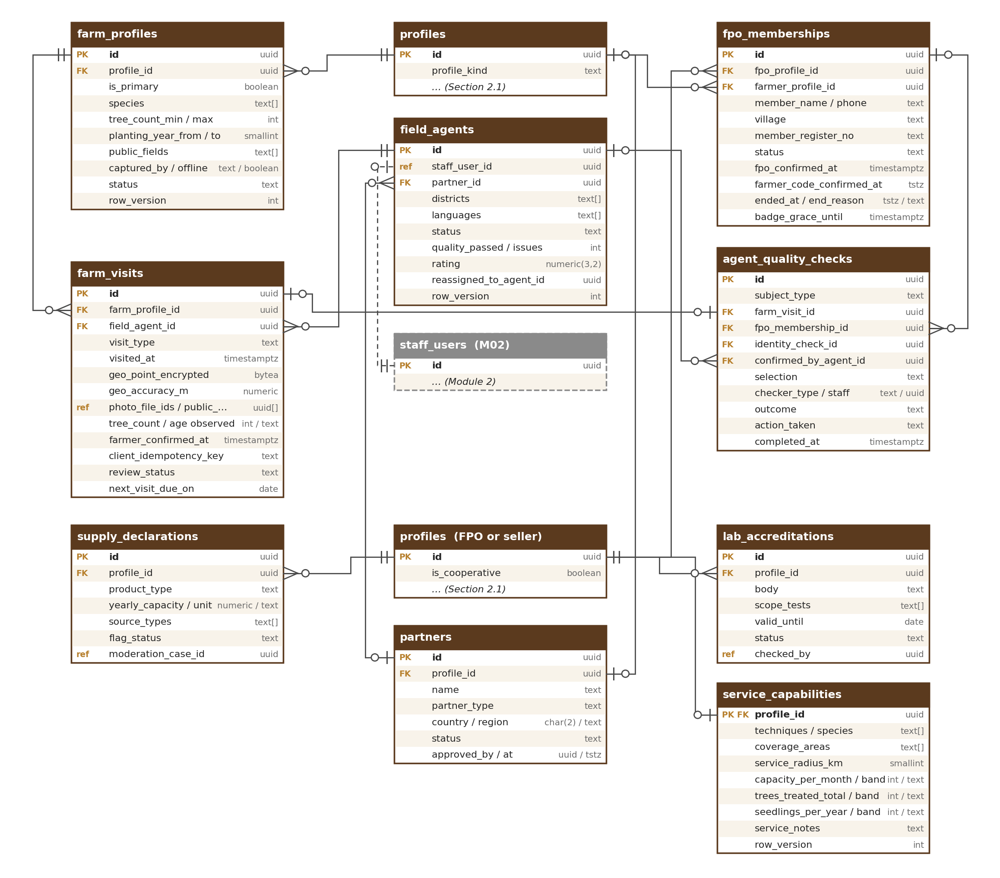 farm_profiles
PK id uuid
FK profile_id uuid
is_primary boolean
species text[]
tree_count_min / max int
planting_year_from / to smallint
public_fields text[]
captured_by / offline text / boolean
status text
row_version int
profiles
PK id uuid
profile_kind text
... (Section 2.1)
fpo_memberships
PK id uuid
FK fpo_profile_id uuid
FK farmer_profile_id uuid
member_name / phone text
village text
member_register_no text
status text
fpo_confirmed_at timestamptz
farmer_code_confirmed_at tstz
ended_at / end_reason tstz / text
badge_grace_until timestamptz
field_agents
PK id uuid
ref staff_user_id uuid
FK partner_id uuid
districts text[]
languages text[]
status text
quality_passed / issues int
rating numeric(3,2)
reassigned_to_agent_id uuid
row_version int
farm_visits
PK id uuid
FK farm_profile_id uuid
FK field_agent_id uuid
visit_type text
visited_at timestamptz
geo_point_encrypted bytea
geo_accuracy_m numeric
ref photo_file_ids / public_... uuid[]
tree_count / age observed int / text
farmer_confirmed_at timestamptz
client_idempotency_key text
review_status text
next_visit_due_on date
agent_quality_checks
PK id uuid
subject_type text
FK farm_visit_id uuid
FK fpo_membership_id uuid
FK identity_check_id uuid
FK confirmed_by_agent_id uuid
selection text
checker_type / staff text / uuid
outcome text
action_taken text
completed_at timestamptz
staff_users (M02)
PK id uuid
... (Module 2)
supply_declarations
PK id uuid
FK profile_id uuid
product_type text
yearly_capacity / unit numeric / text
source_types text[]
flag_status text
ref moderation_case_id uuid
profiles (FPO or seller)
PK id uuid
is_cooperative boolean
... (Section 2.1)
lab_accreditations
PK id uuid
FK profile_id uuid
body text
scope_tests text[]
valid_until date
status text
ref checked_by uuid
partners
PK id uuid
FK profile_id uuid
name text
partner_type text
country / region char(2) / text
status text
approved_by / at uuid / tstz
service_capabilities
PK FK profile_id uuid
techniques / species text[]
coverage_areas text[]
service_radius_km smallint
capacity_per_month / band int / text
trees_treated_total / band int / text
seedlings_per_year / band int / text
service_notes text
row_version int